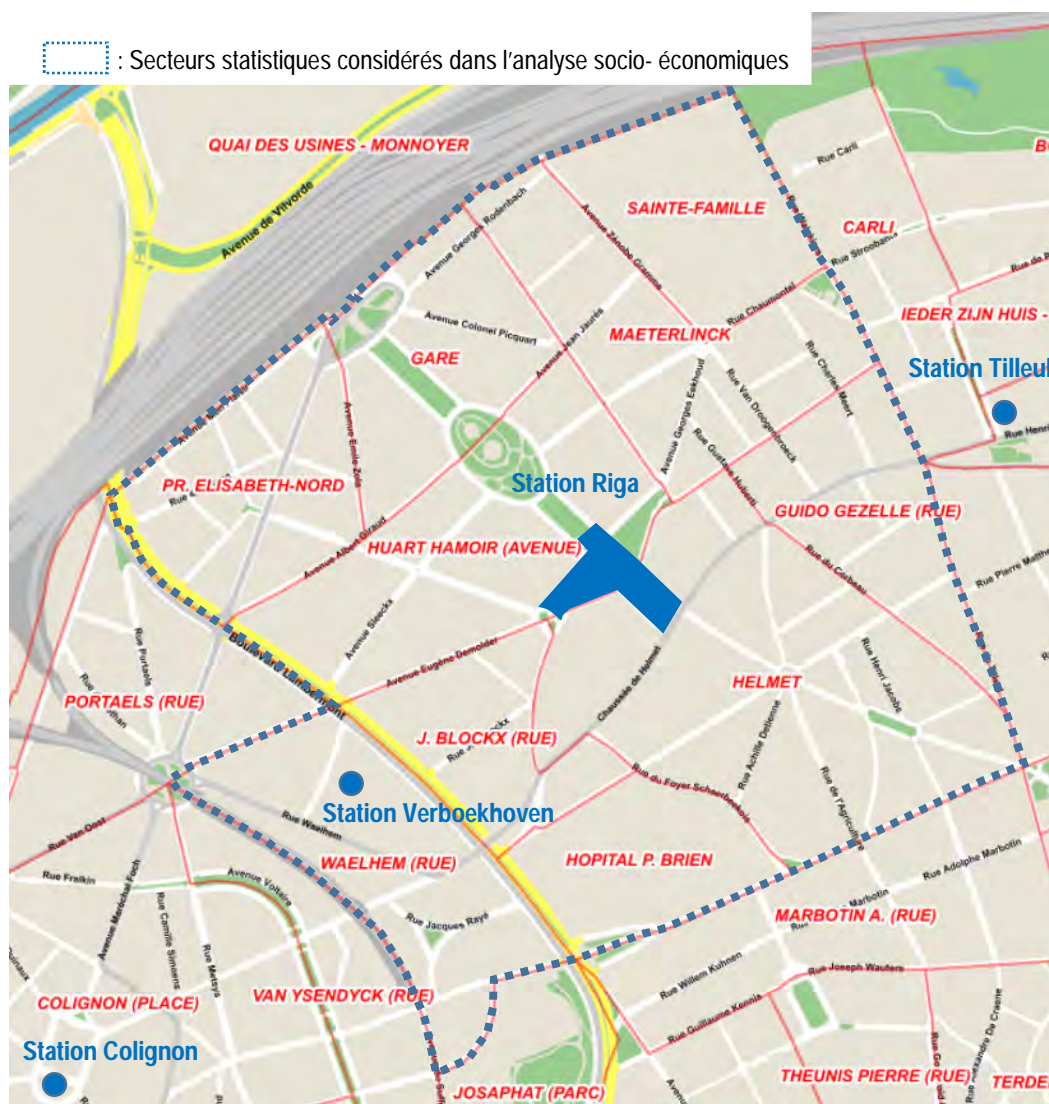 : Secteurs statistiques considérés dans l'analyse socio- économiques
QUAI DES USINES - MONNOYER
Avenue de Vilvorde
Rue Carli
SAINTE-FAMILLE
CARLI
Rue Stroobants
Rue de
Avenue Georges Rodenbach
Avenue Zénobe Gramme
Rue Chaumontel
IEDER ZIJN HUIS -
Avenue Colonel Picquart
Avenue Jean Jaurès
MAETERLINCK
GARE
Station Tilleul
Rue Henri
Avenue Georges Eekhoud
Rue Van Droogenbroeck
Rue Charles Meert
Avenue Emile Zola
Rue Gustave Huberti
PR. ELISABETH-NORD
Station Riga
GUIDO GEZELLE (RUE)
HUART HAMOIR (AVENUE)
Avenue Albert Giraud
Rue du Corbeau
Rue Pierre Matthe
Avenue Sleeckx
Boulevard Lambermont
Avenue Eugène Demolder
Chaussée de Helmet
Rue Portaels
PORTAELS (RUE)
HELMET
Rue Henri Jacobs
J. BLOCKX (RUE)
Rue Achille Detienne
Rue du Foyer Schaerbeekois
Rue de l'Agriculture
Station Verboekhoven
Rue Van Oost
Rue Waelhem
WAELHEM (RUE)
HOPITAL P. BRIEN
Rue Adolphe Marbotin
Rue Fraikin
Avenue Voltaire
Avenue Maréchal Foch
Rue Camille Simoens
Rue Metsys
Rue Jacques Rayé
Marbotin
MARBOTIN A. (RUE)
Rue Willem Kuhnen
Rue Joseph Wauters
COLIGNON (PLACE)
VAN YSENDYCK (RUE)
Rue Guillaume Kennis
Station Colignon
JOSAPHAT (PARC)
THEUNIS PIERRE (RUE)
TERDE